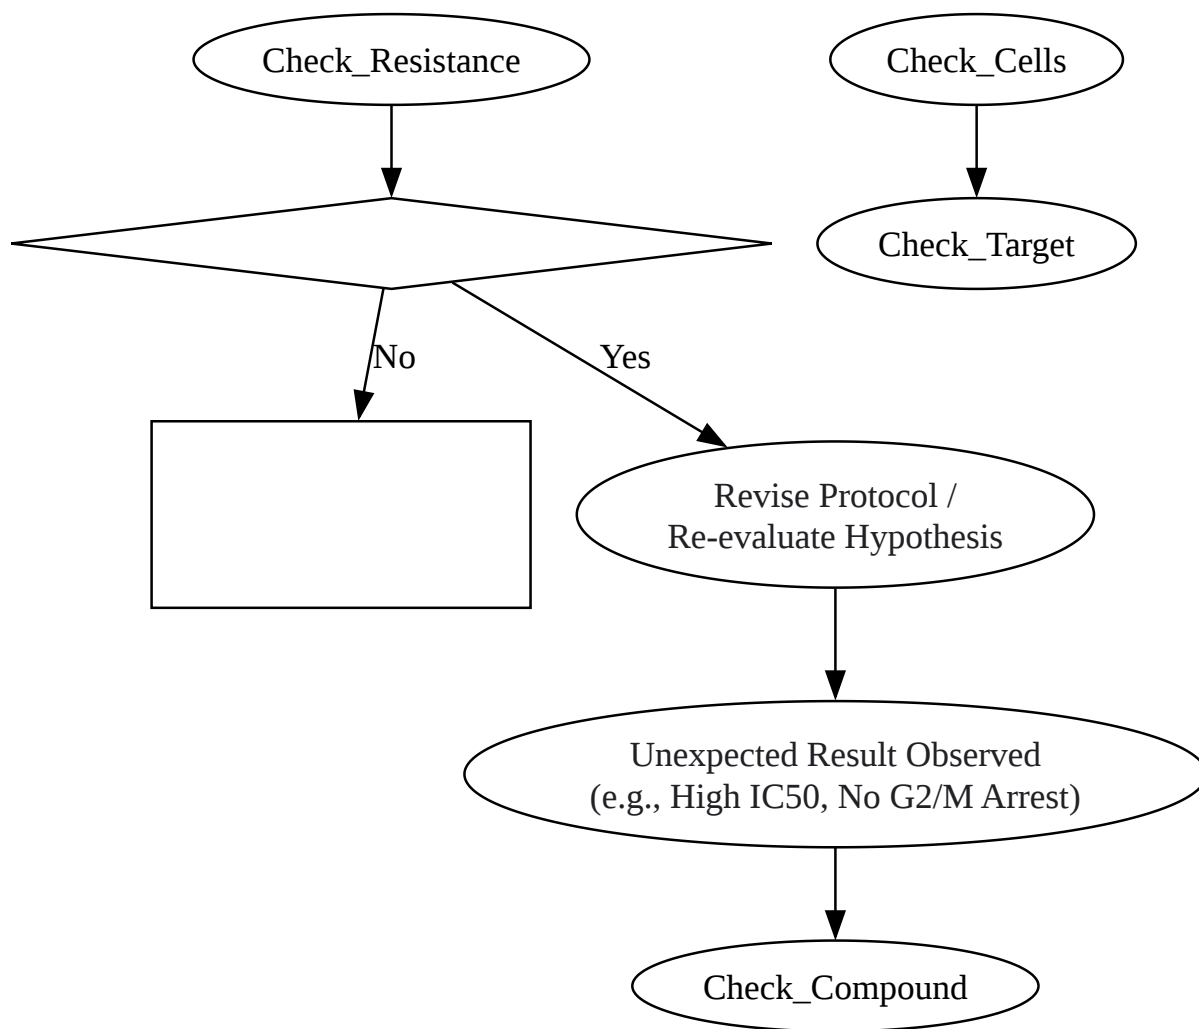 Check_Resistance
Check_Cells
Check_Target
No
Yes
Revise Protocol /
Re-evaluate Hypothesis
Unexpected Result Observed
(e.g., High IC50, No G2/M Arrest)
Check_Compound